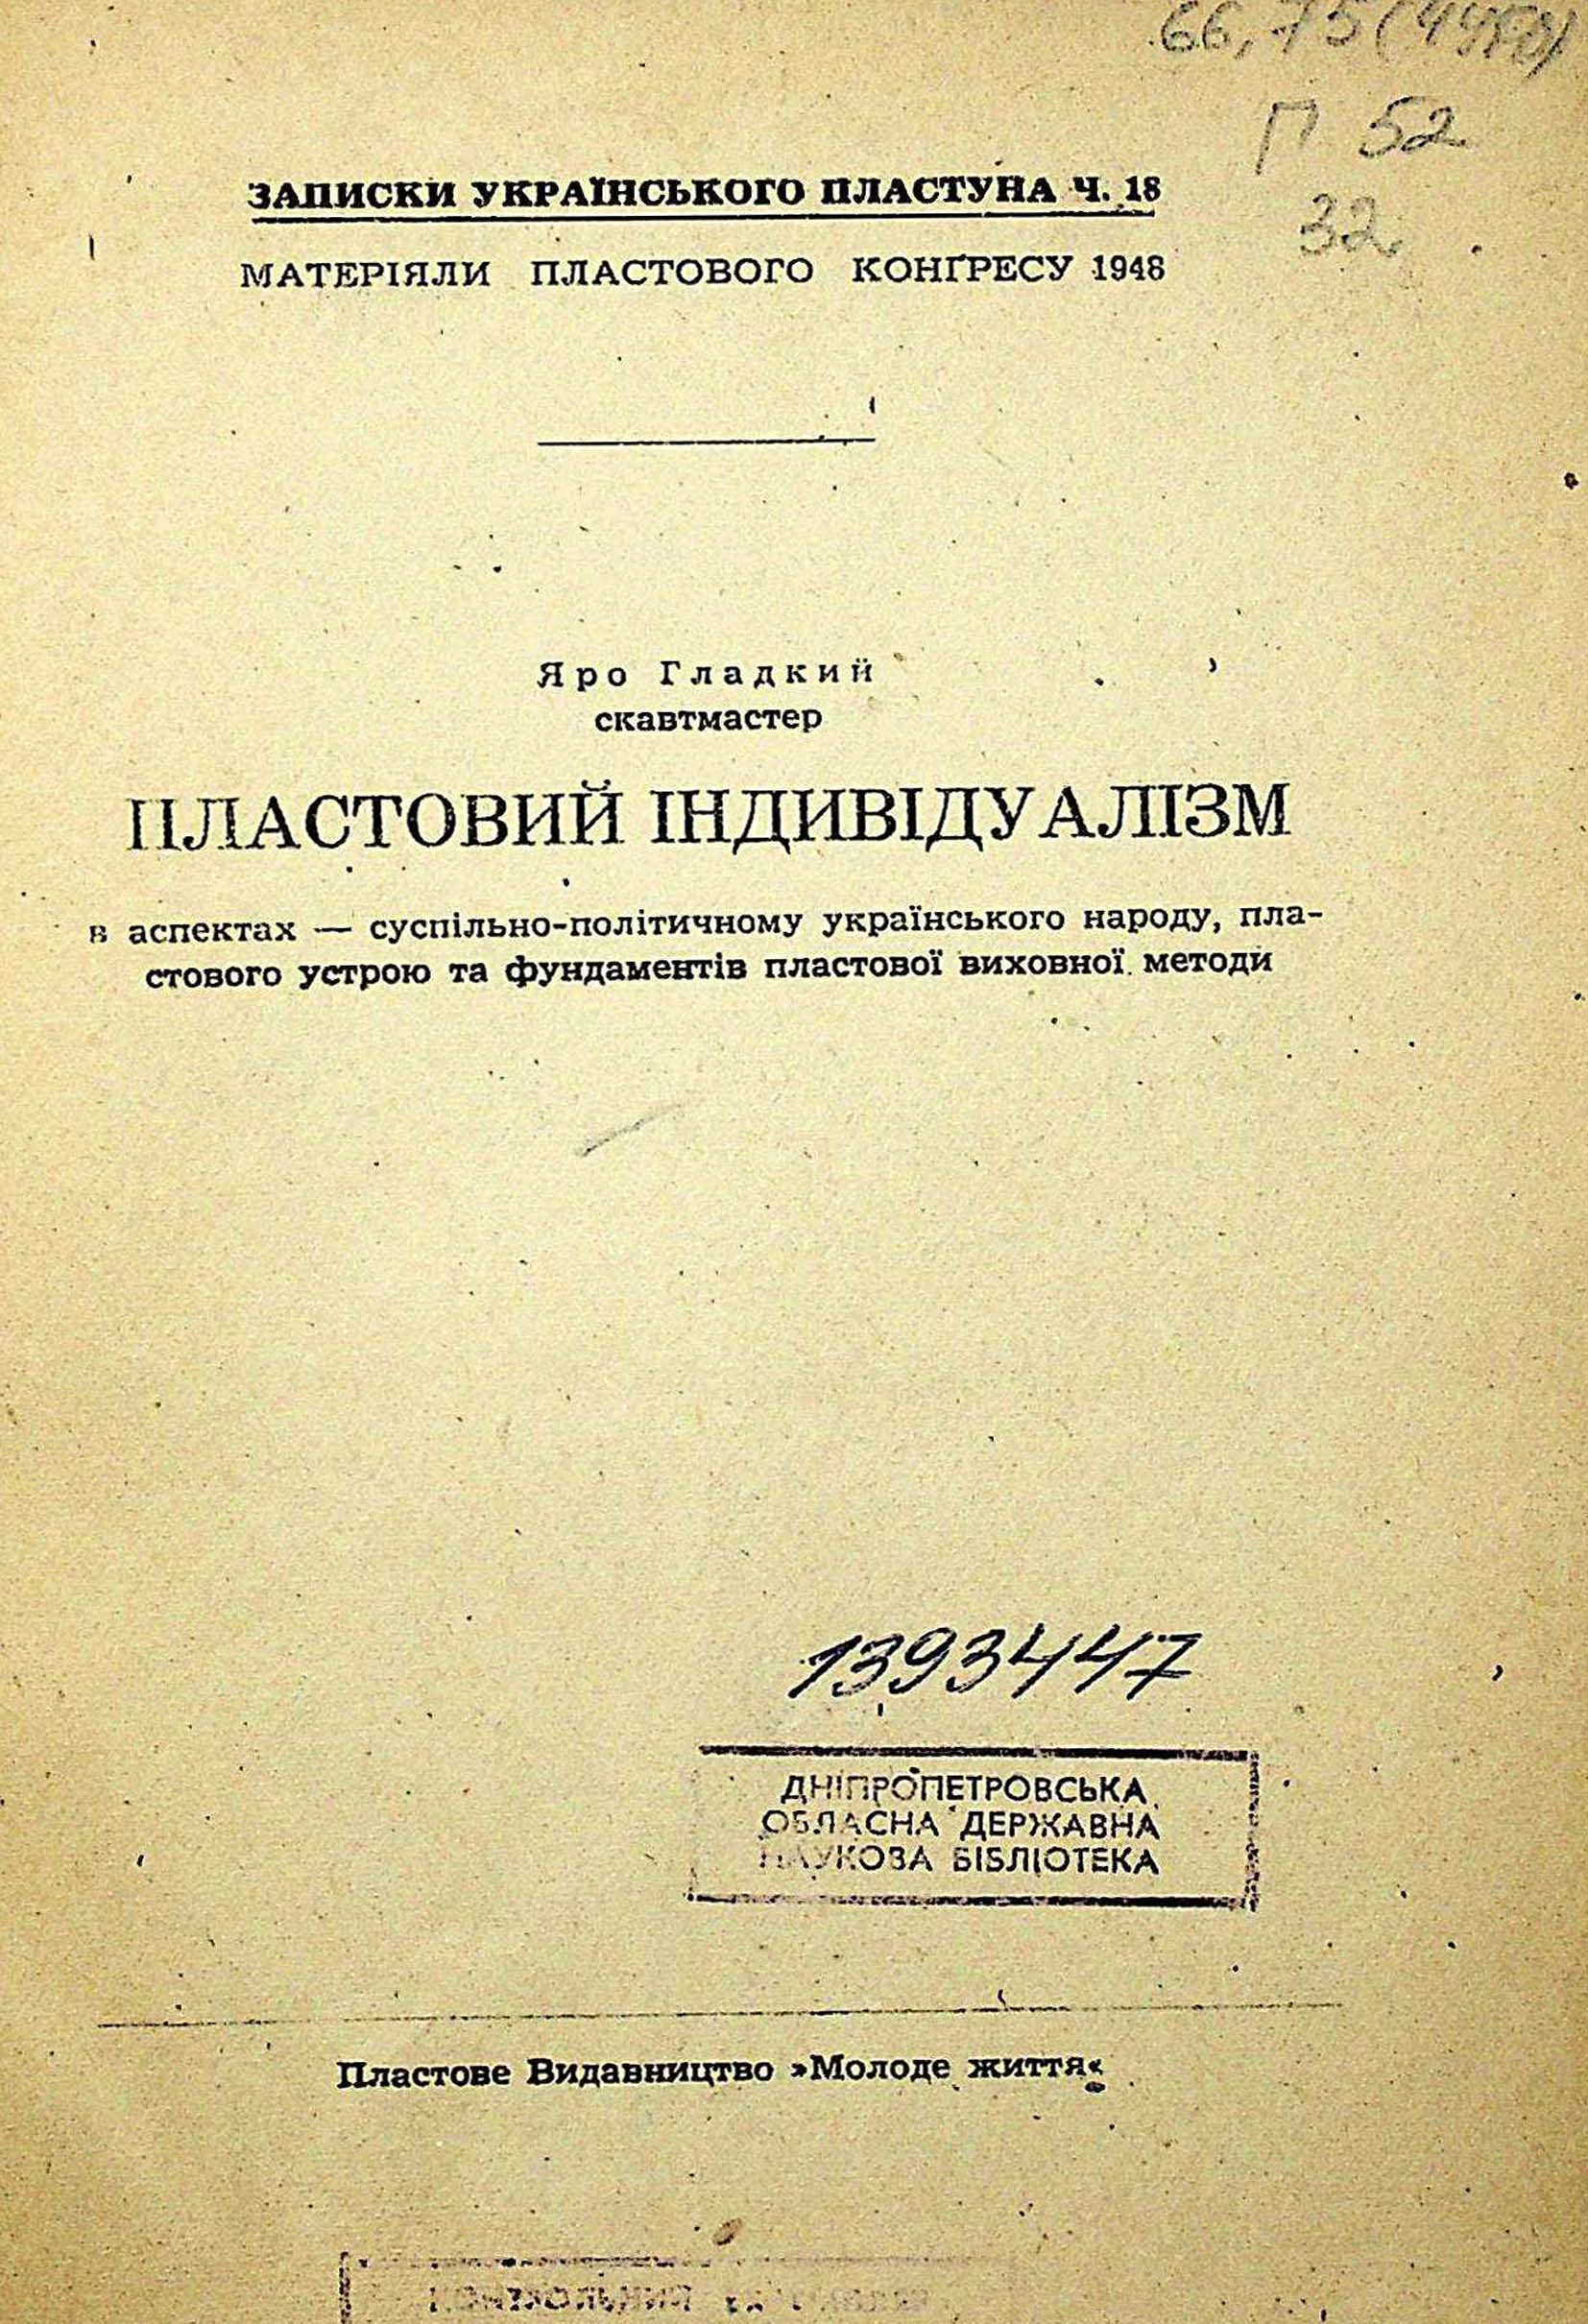 66,75(4УКР)
П 52
32
ЗАПИСКИ УКРАЇНСЬКОГО ПЛАСТУНА Ч. 18
МАТЕРІЯЛИ ПЛАСТОВОГО КОНҐРЕСУ 1948
Яро Гладкий
скавтмастер
ПЛАСТОВИЙ ІНДИВІДУАЛІЗМ
в аспектах — суспільно-політичному українського народу, пла-
стового устрою та фундаментів пластової виховної методи
1393447
ДНІПРОПЕТРОВСЬКА
ОБЛАСНА ДЕРЖАВНА
НАУКОВА БІБЛІОТЕКА
Пластове Видавництво »Молоде життя«